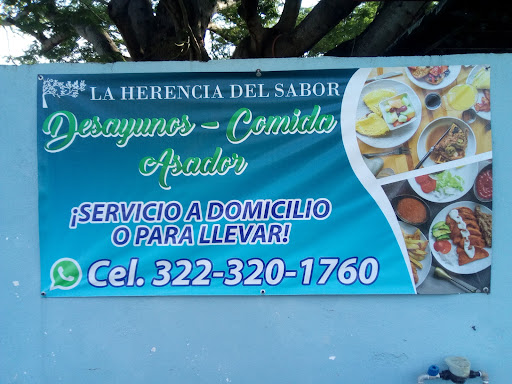 LA HERENCIA DEL SABOR
Desayunos - Comida
Asador
¡SERVICIO A DOMICILIO
O PARA LLEVAR!
Cel. 322-320-1760